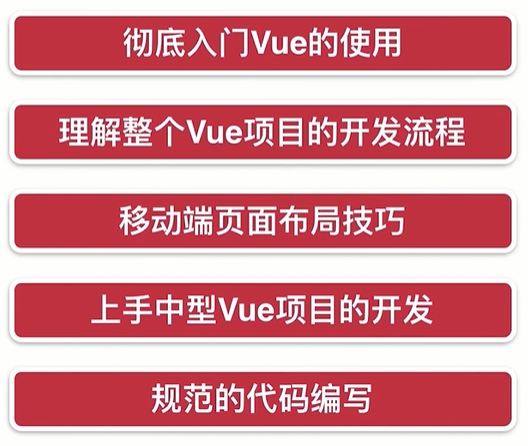 彻底入门Vue的使用
理解整个Vue项目的开发流程
移动端页面布局技巧
上手中型Vue项目的开发
规范的代码编写